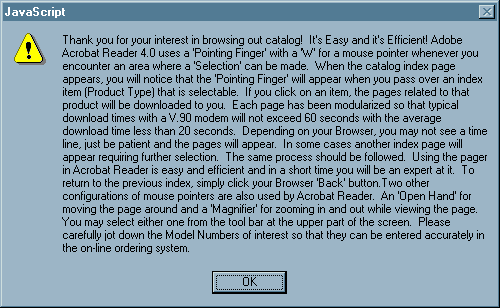 JavaScript
Thank you for your interest in browsing out catalog!  It's Easy and it's Efficient! Adobe
Acrobat Reader 4.0 uses a 'Pointing Finger' with a 'W' for a mouse pointer whenever you
encounter an area where a 'Selection' can be made.  When the catalog index page
appears, you will notice that the 'Pointing Finger' will appear when you pass over an index
item (Product Type) that is selectable.  If you click on an item, the pages related to that
product will be downloaded to you.  Each page has been modularized so that typical
download times with a V.90 modem will not exceed 60 seconds with the average
download time less than 20 seconds.  Depending on your Browser, you may not see a time
line, just be patient and the pages will appear.  In some cases another index page will
appear requiring further selection.  The same process should be followed.  Using the pager
in Acrobat Reader is easy and efficient and in a short time you will be an expert at it.  To
return to the previous index, simply click your Browser 'Back' button.Two other
configurations of mouse pointers are also used by Acrobat Reader.  An 'Open Hand' for
moving the page around and a 'Magnifier' for zooming in and out while viewing the page.
You may select either one from the tool bar at the upper part of the screen.  Please
carefully jot down the Model Numbers of interest so that they can be entered accurately in
the on-line ordering system.
OK